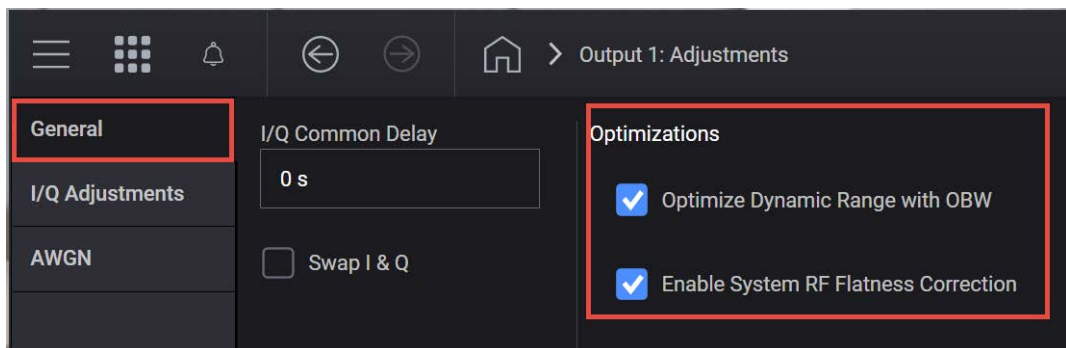 Output 1: Adjustments
General
I/Q Adjustments
AWGN
I/Q Common Delay
0 s
Swap I & Q
Optimizations
Optimize Dynamic Range with OBW
Enable System RF Flatness Correction